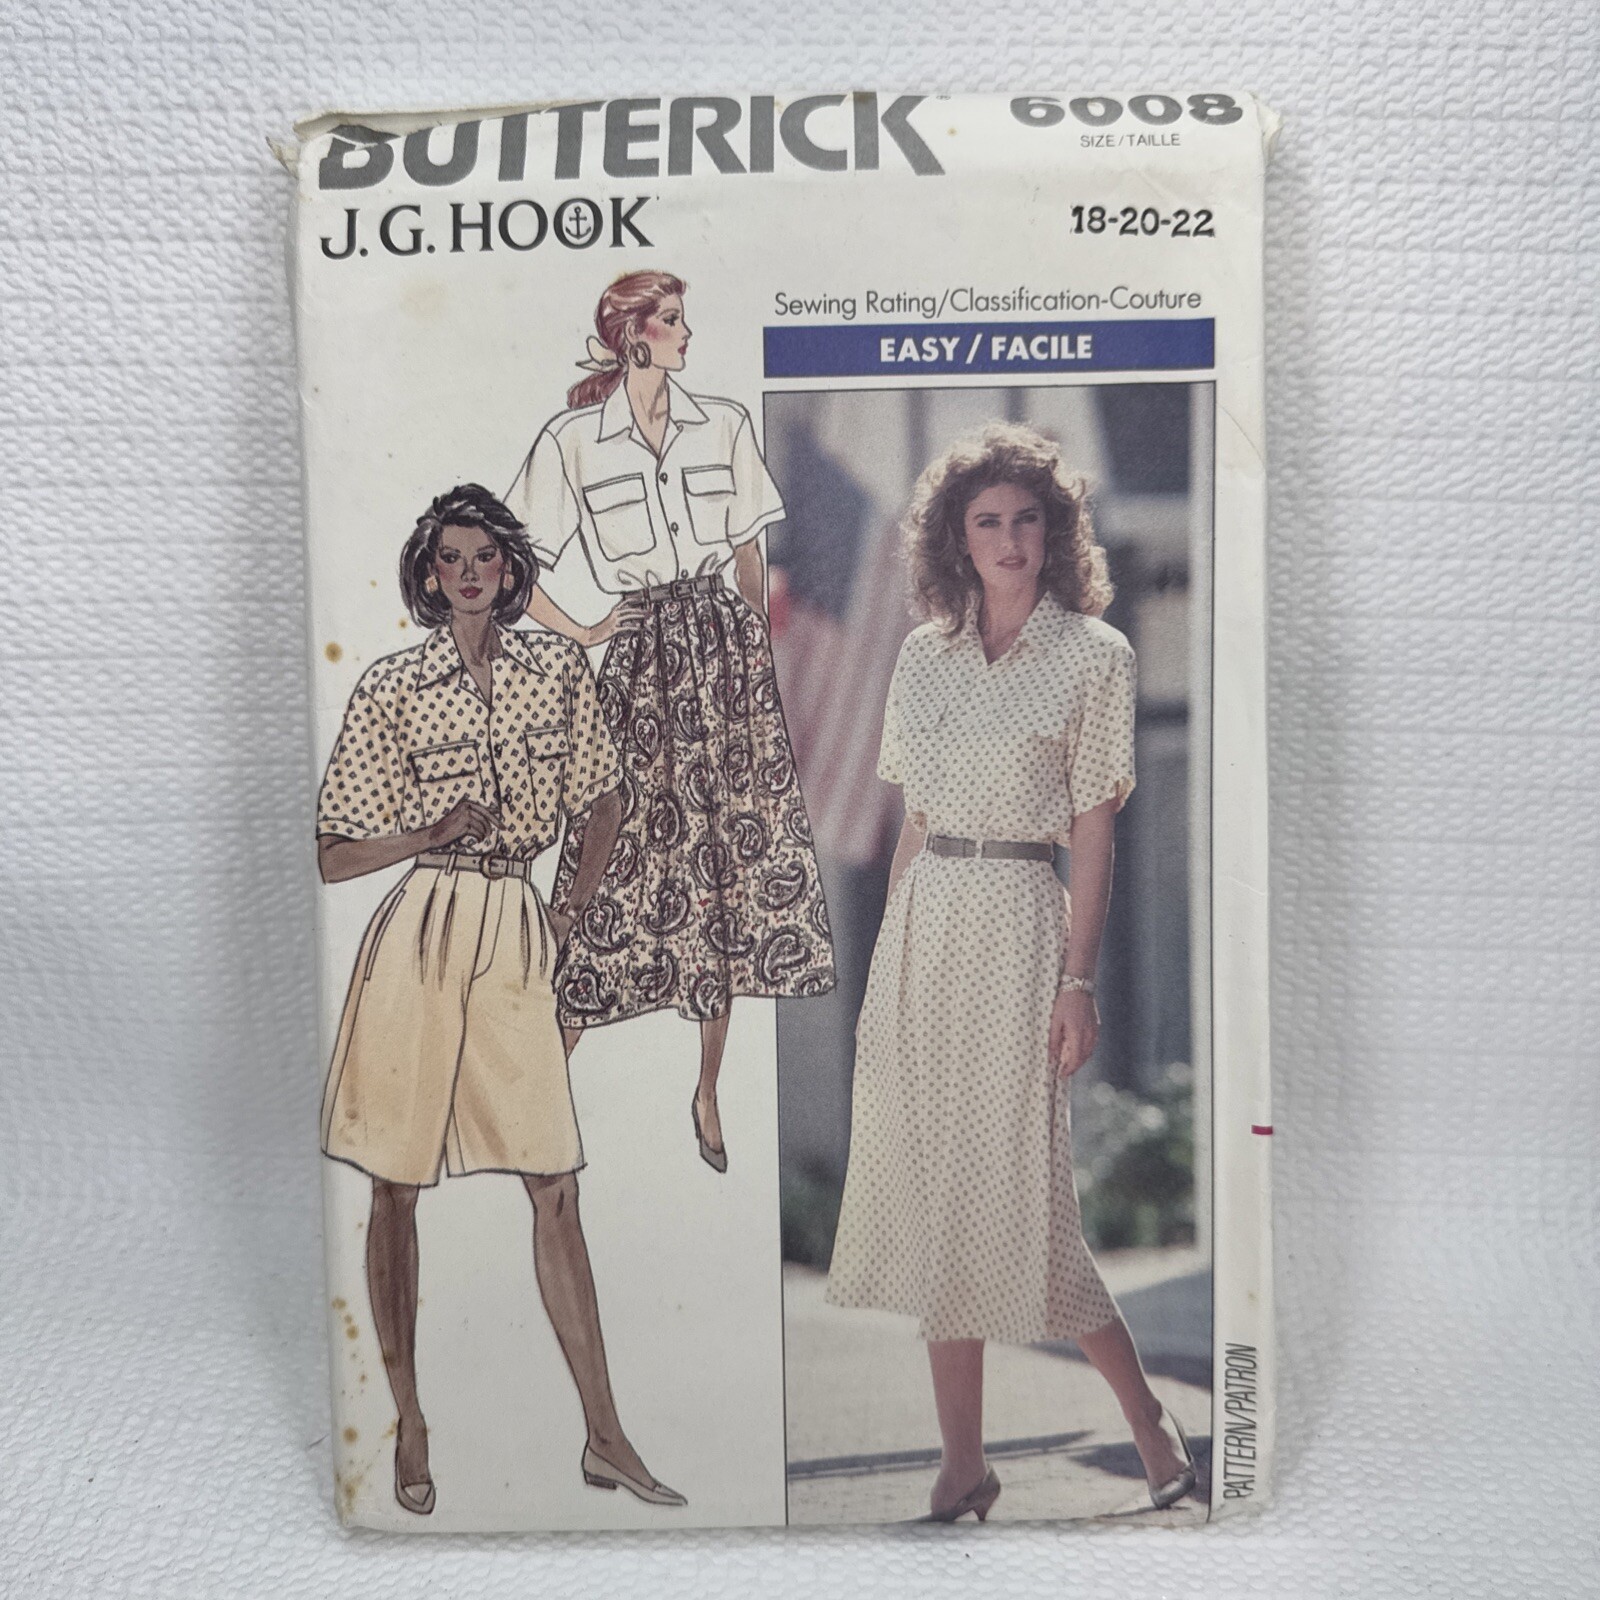 BUTTERICK
6008
SIZE/TAILLE
J.G. HOOK
18-20-22
Sewing Rating/Classification-Couture
EASY / FACILE
PATTERN/PATRON